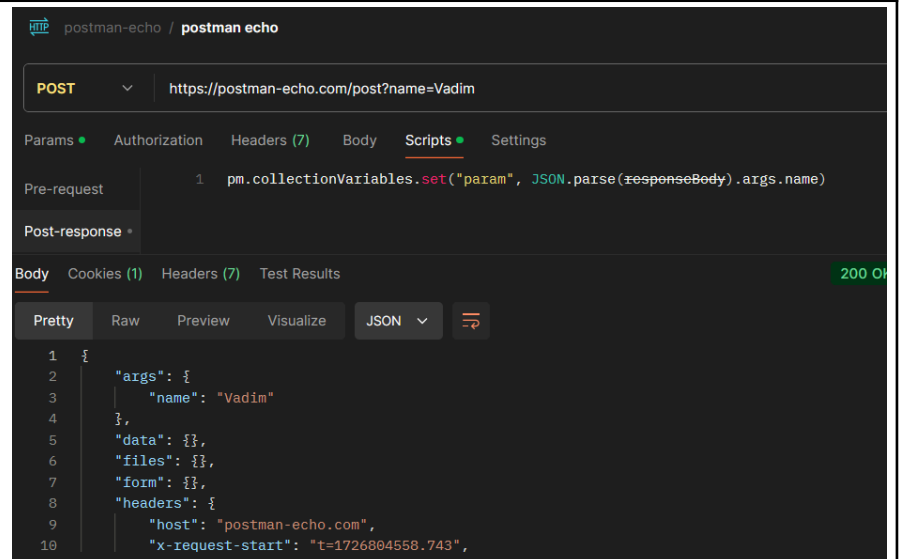 HTTP postman-echo / postman echo
POST https://postman-echo.com/post?name=Vadim
Params Authorization Headers (7) Body Scripts Settings
Pre-request
1 pm.collectionVariables.set("param", JSON.parse(responseBody).args.name)
Post-response
Body Cookies (1) Headers (7) Test Results 200
Pretty Raw Preview Visualize JSON
1 {
2 "args": {
3 "name": "Vadim"
4 },
5 "data": {},
6 "files": {},
7 "form": {},
8 "headers": {
9 "host": "postman-echo.com",
10 "x-request-start": "t=1726804558.743",